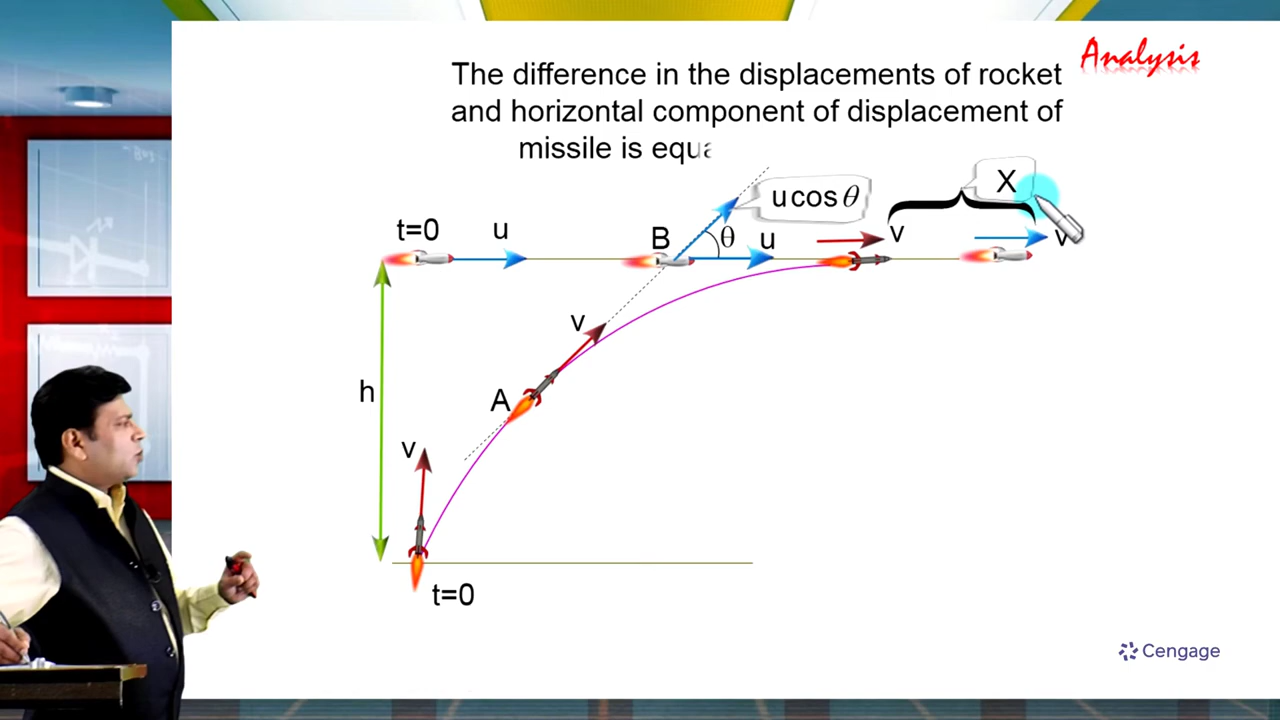 Analysis
The difference in the displacements of rocket
and horizontal component of displacement of
missile is equa
X
u cos θ
t=0
u
B
θ
u
v
v
v
A
h
v
t=0
Cengage